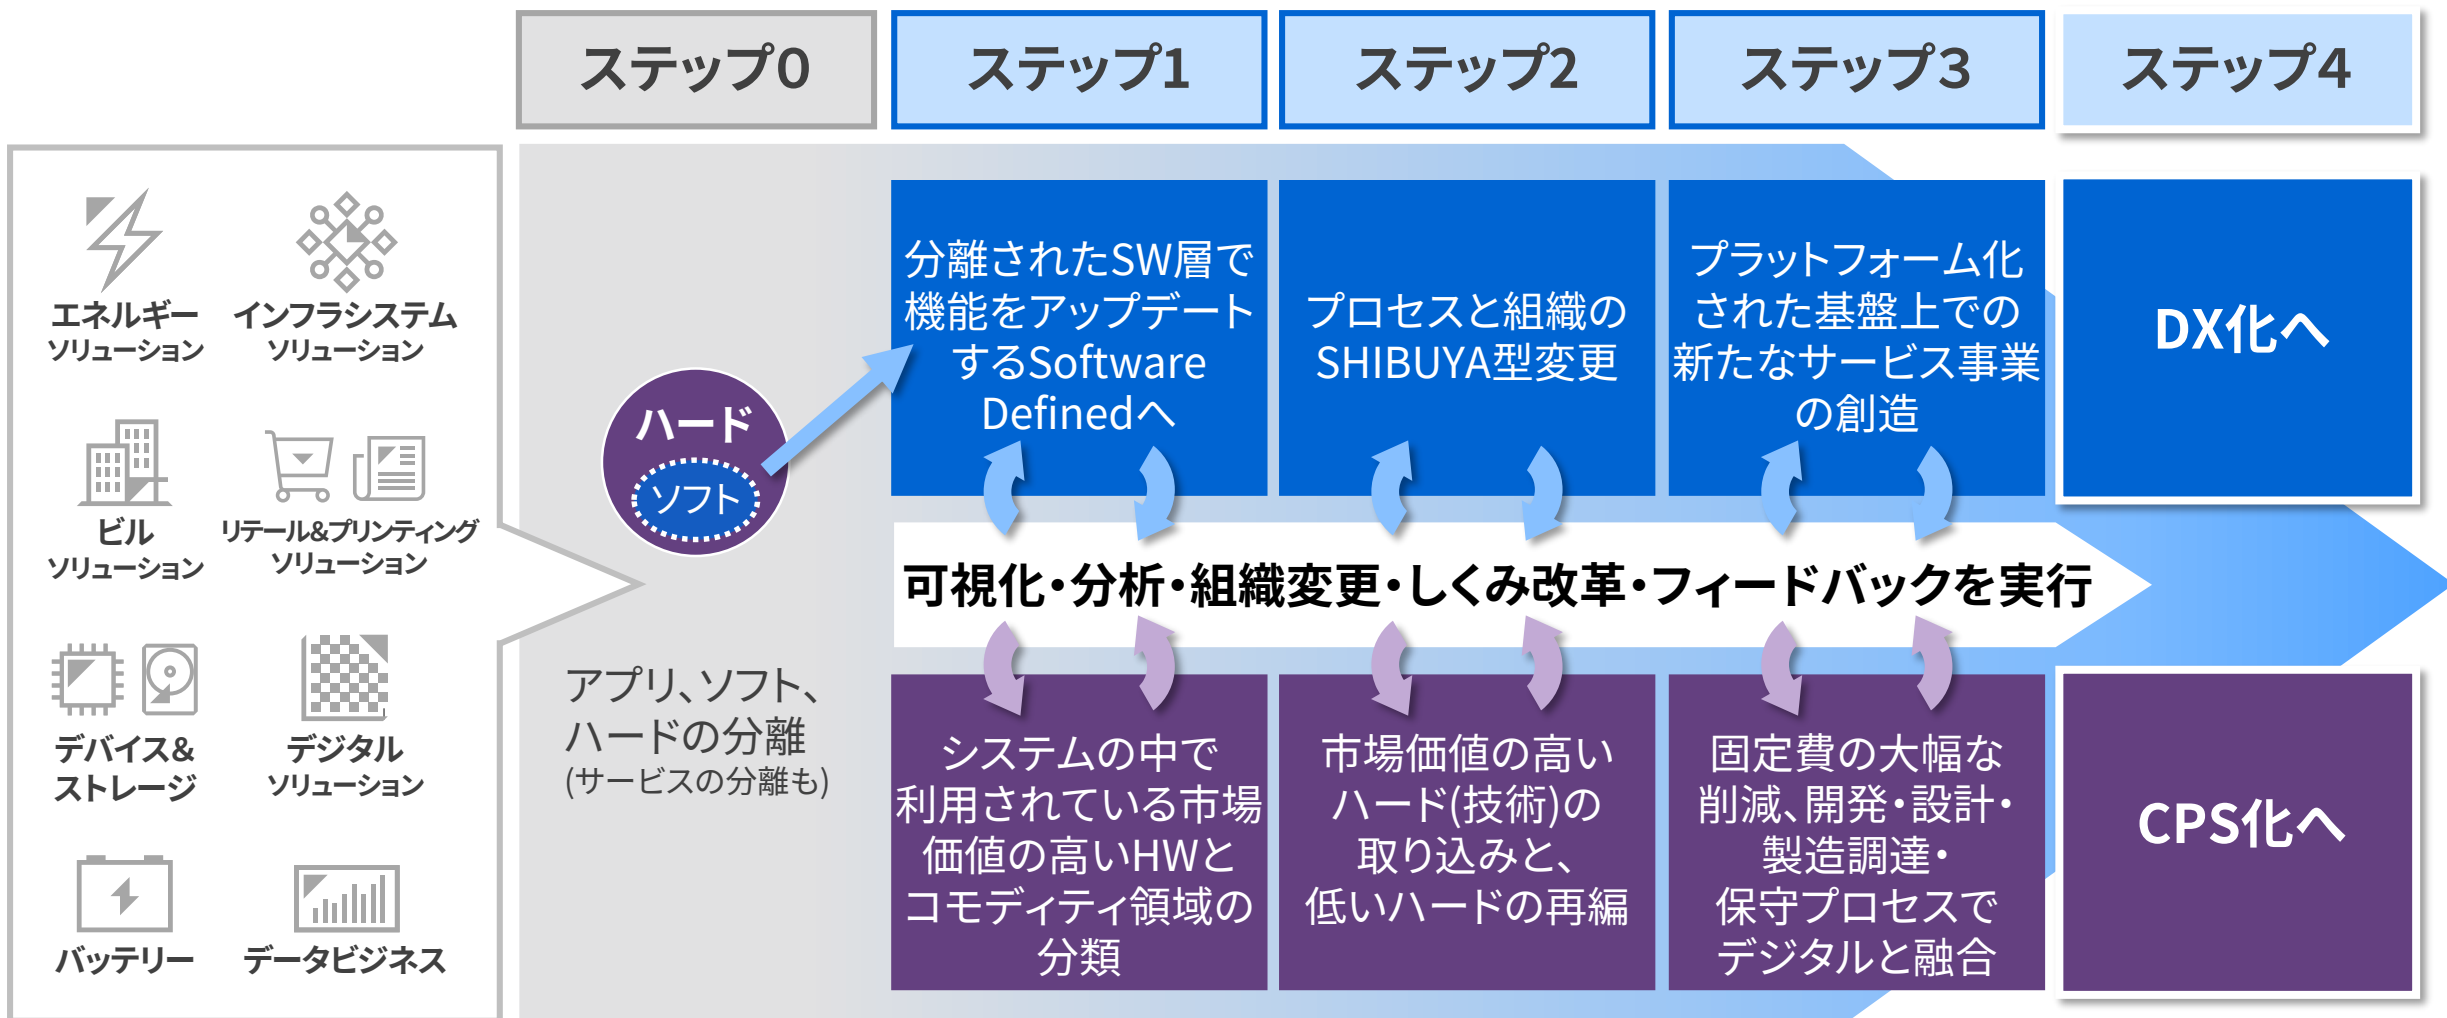 ステップ0
ステップ1
ステップ2
ステップ3
ステップ4
エネルギー
ソリューション
インフラシステム
ソリューション
ビル
ソリューション
リテール&プリンティング
ソリューション
デバイス&
ストレージ
デジタル
ソリューション
バッテリー
データビジネス
ハード
ソフト
アプリ、ソフト、
ハードの分離
(サービスの分離も)
分離されたSW層で
機能をアップデート
するSoftware
Definedへ
プロセスと組織の
SHIBUYA型変更
プラットフォーム化
された基盤上での
新たなサービス事業
の創造
DX化へ
可視化・分析・組織変更・しくみ改革・フィードバックを実行
システムの中で
利用されている市場
価値の高いHWと
コモディティ領域の
分類
市場価値の高い
ハード(技術)の
取り込みと、
低いハードの再編
固定費の大幅な
削減、開発・設計・
製造調達・
保守プロセスで
デジタルと融合
CPS化へ